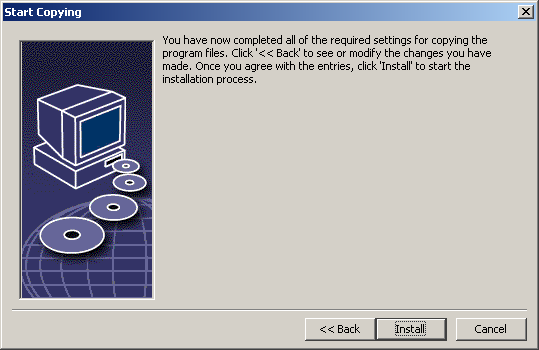 Start Copying
You have now completed all of the required settings for copying the
program files. Click '<< Back' to see or modify the changes you have
made. Once you agree with the entries, click 'Install' to start the
installation process.
<< Back
Install
Cancel